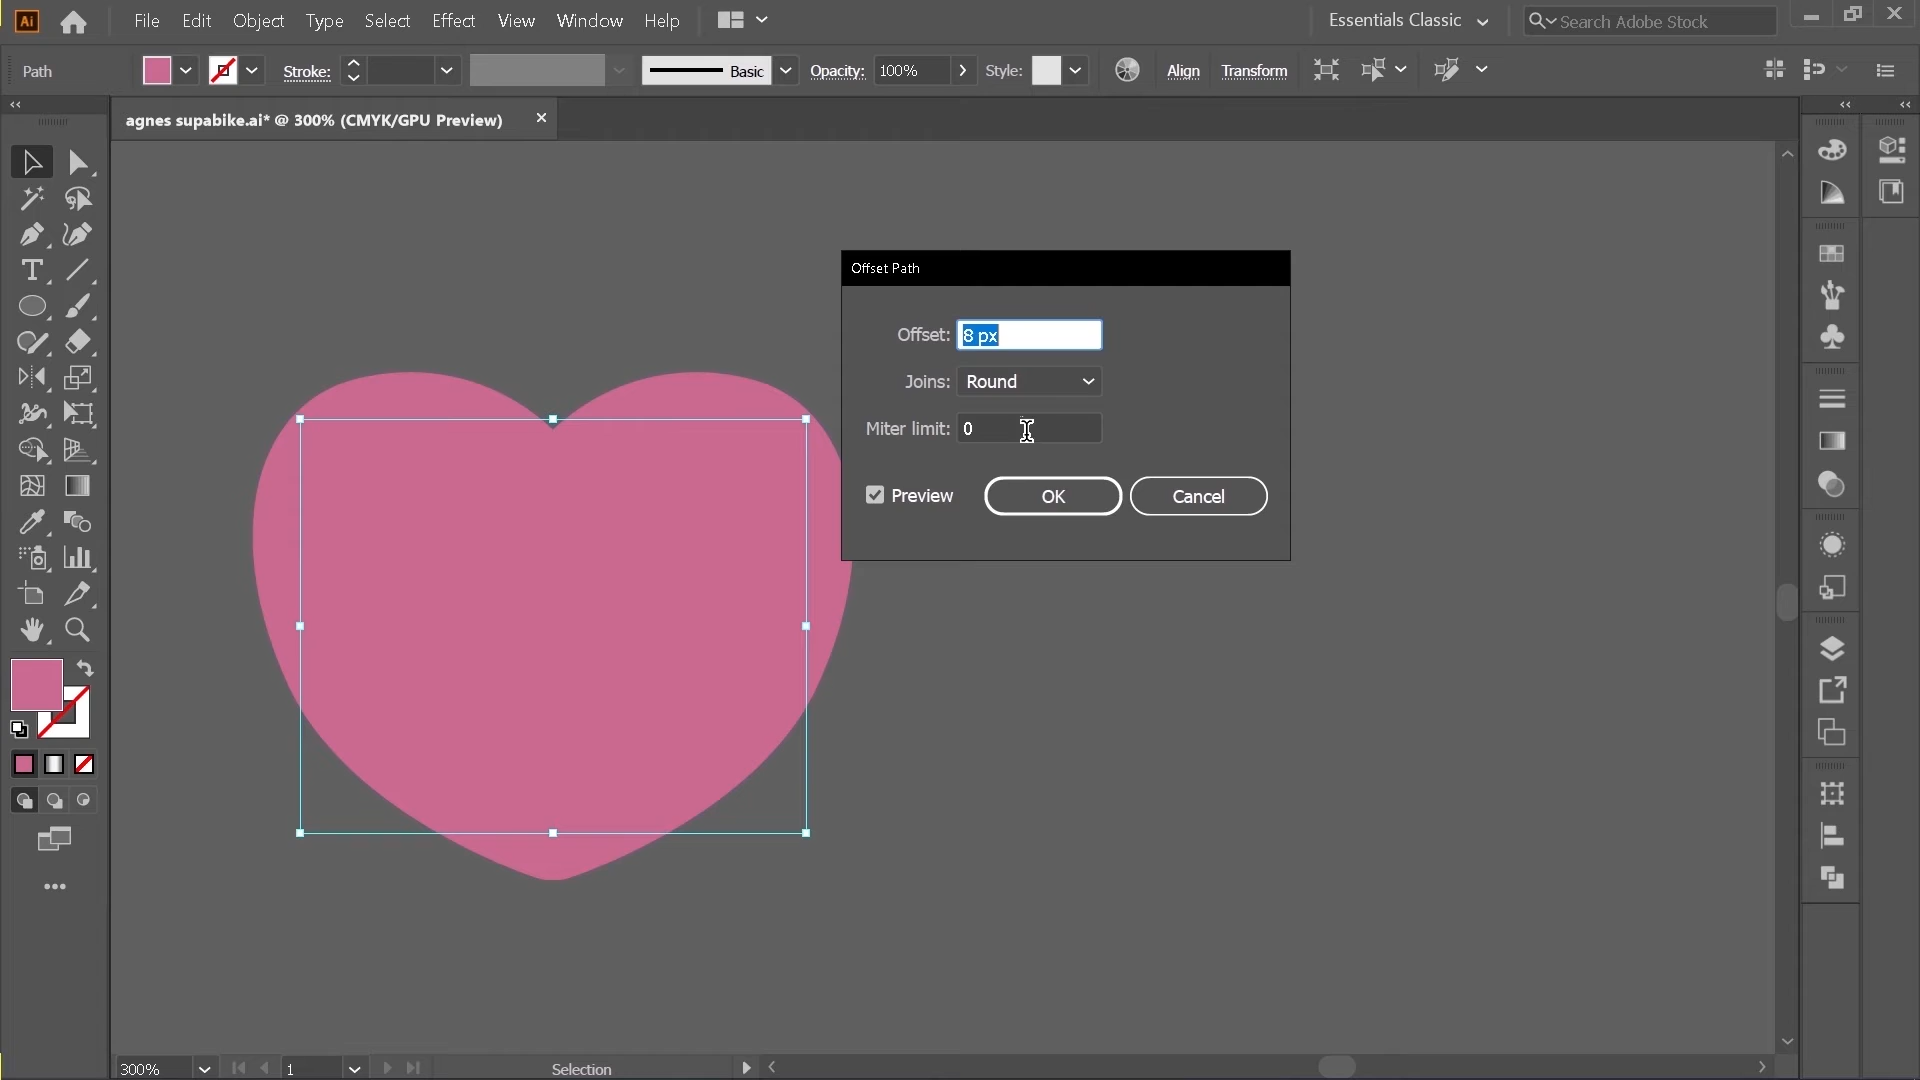 Ai File Edit Object Type Select Effect View Window Help Essentials Classic Search Adobe Stock
Path Stroke: Basic Opacity: 100% Style: Align Transform
agnes supabike.ai* @ 300% (CMYK/GPU Preview)
Offset Path
Offset: 8 px
Joins: Round
Miter limit: 0
Preview OK Cancel
T
300% 1 Selection